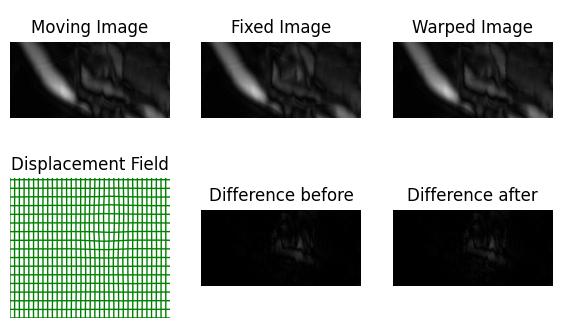 Moving Image
Fixed Image
Warped Image
Displacement Field
Difference before
Difference after